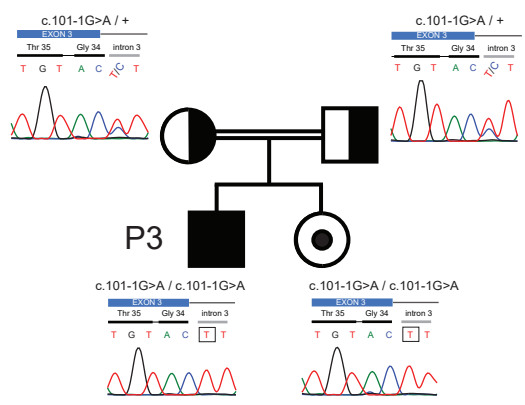 c.101-1G>A / +
EXON 3
Thr 35 Gly 34 intron 3
T G T A C T/C T
c.101-1G>A / +
EXON 3
Thr 35 Gly 34 intron 3
T G T A C T/C T
P3
c.101-1G>A / c.101-1G>A
EXON 3
Thr 35 Gly 34 intron 3
T G T A C T T
c.101-1G>A / c.101-1G>A
EXON 3
Thr 35 Gly 34 intron 3
T G T A C T T